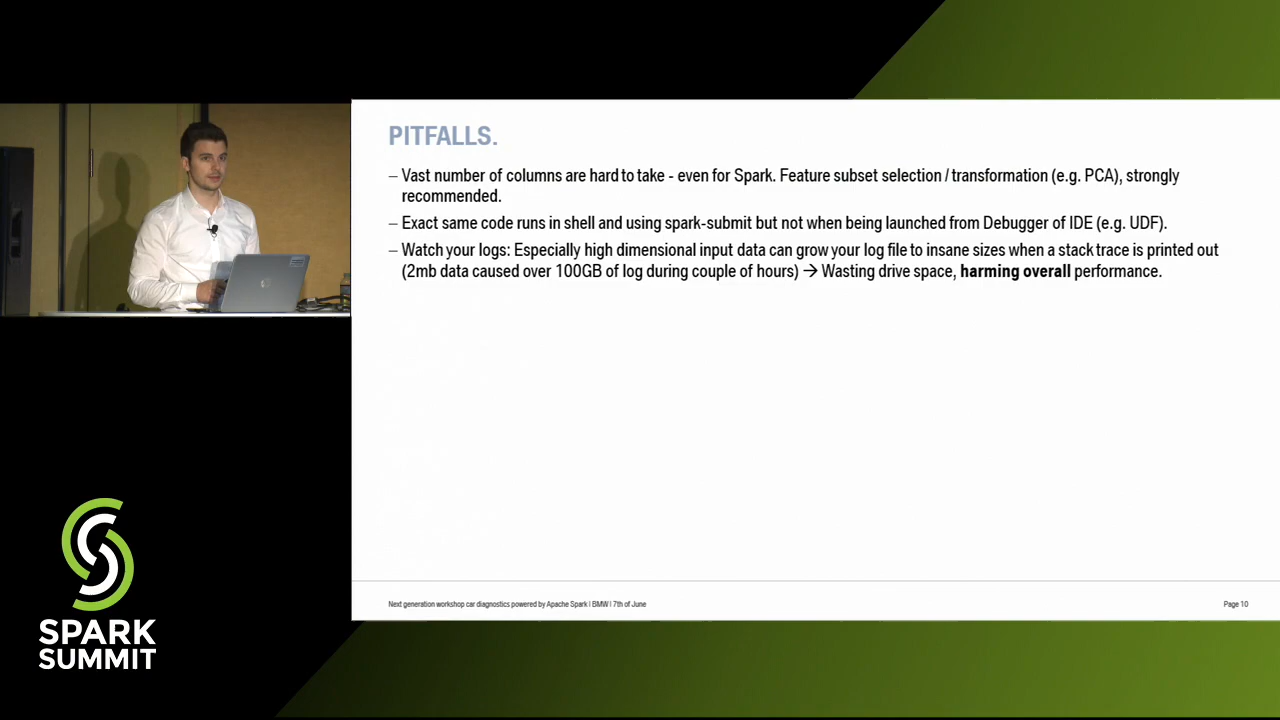 PITFALLS.
– Vast number of columns are hard to take - even for Spark. Feature subset selection / transformation (e.g. PCA), strongly
recommended.
– Exact same code runs in shell and using spark-submit but not when being launched from Debugger of IDE (e.g. UDF).
– Watch your logs: Especially high dimensional input data can grow your log file to insane sizes when a stack trace is printed out
(2mb data caused over 100GB of log during couple of hours) → Wasting drive space, harming overall performance.
Next generation workshop car diagnostics powered by Apache Spark | BMW | 7th of June
Page 10
SPARK
SUMMIT